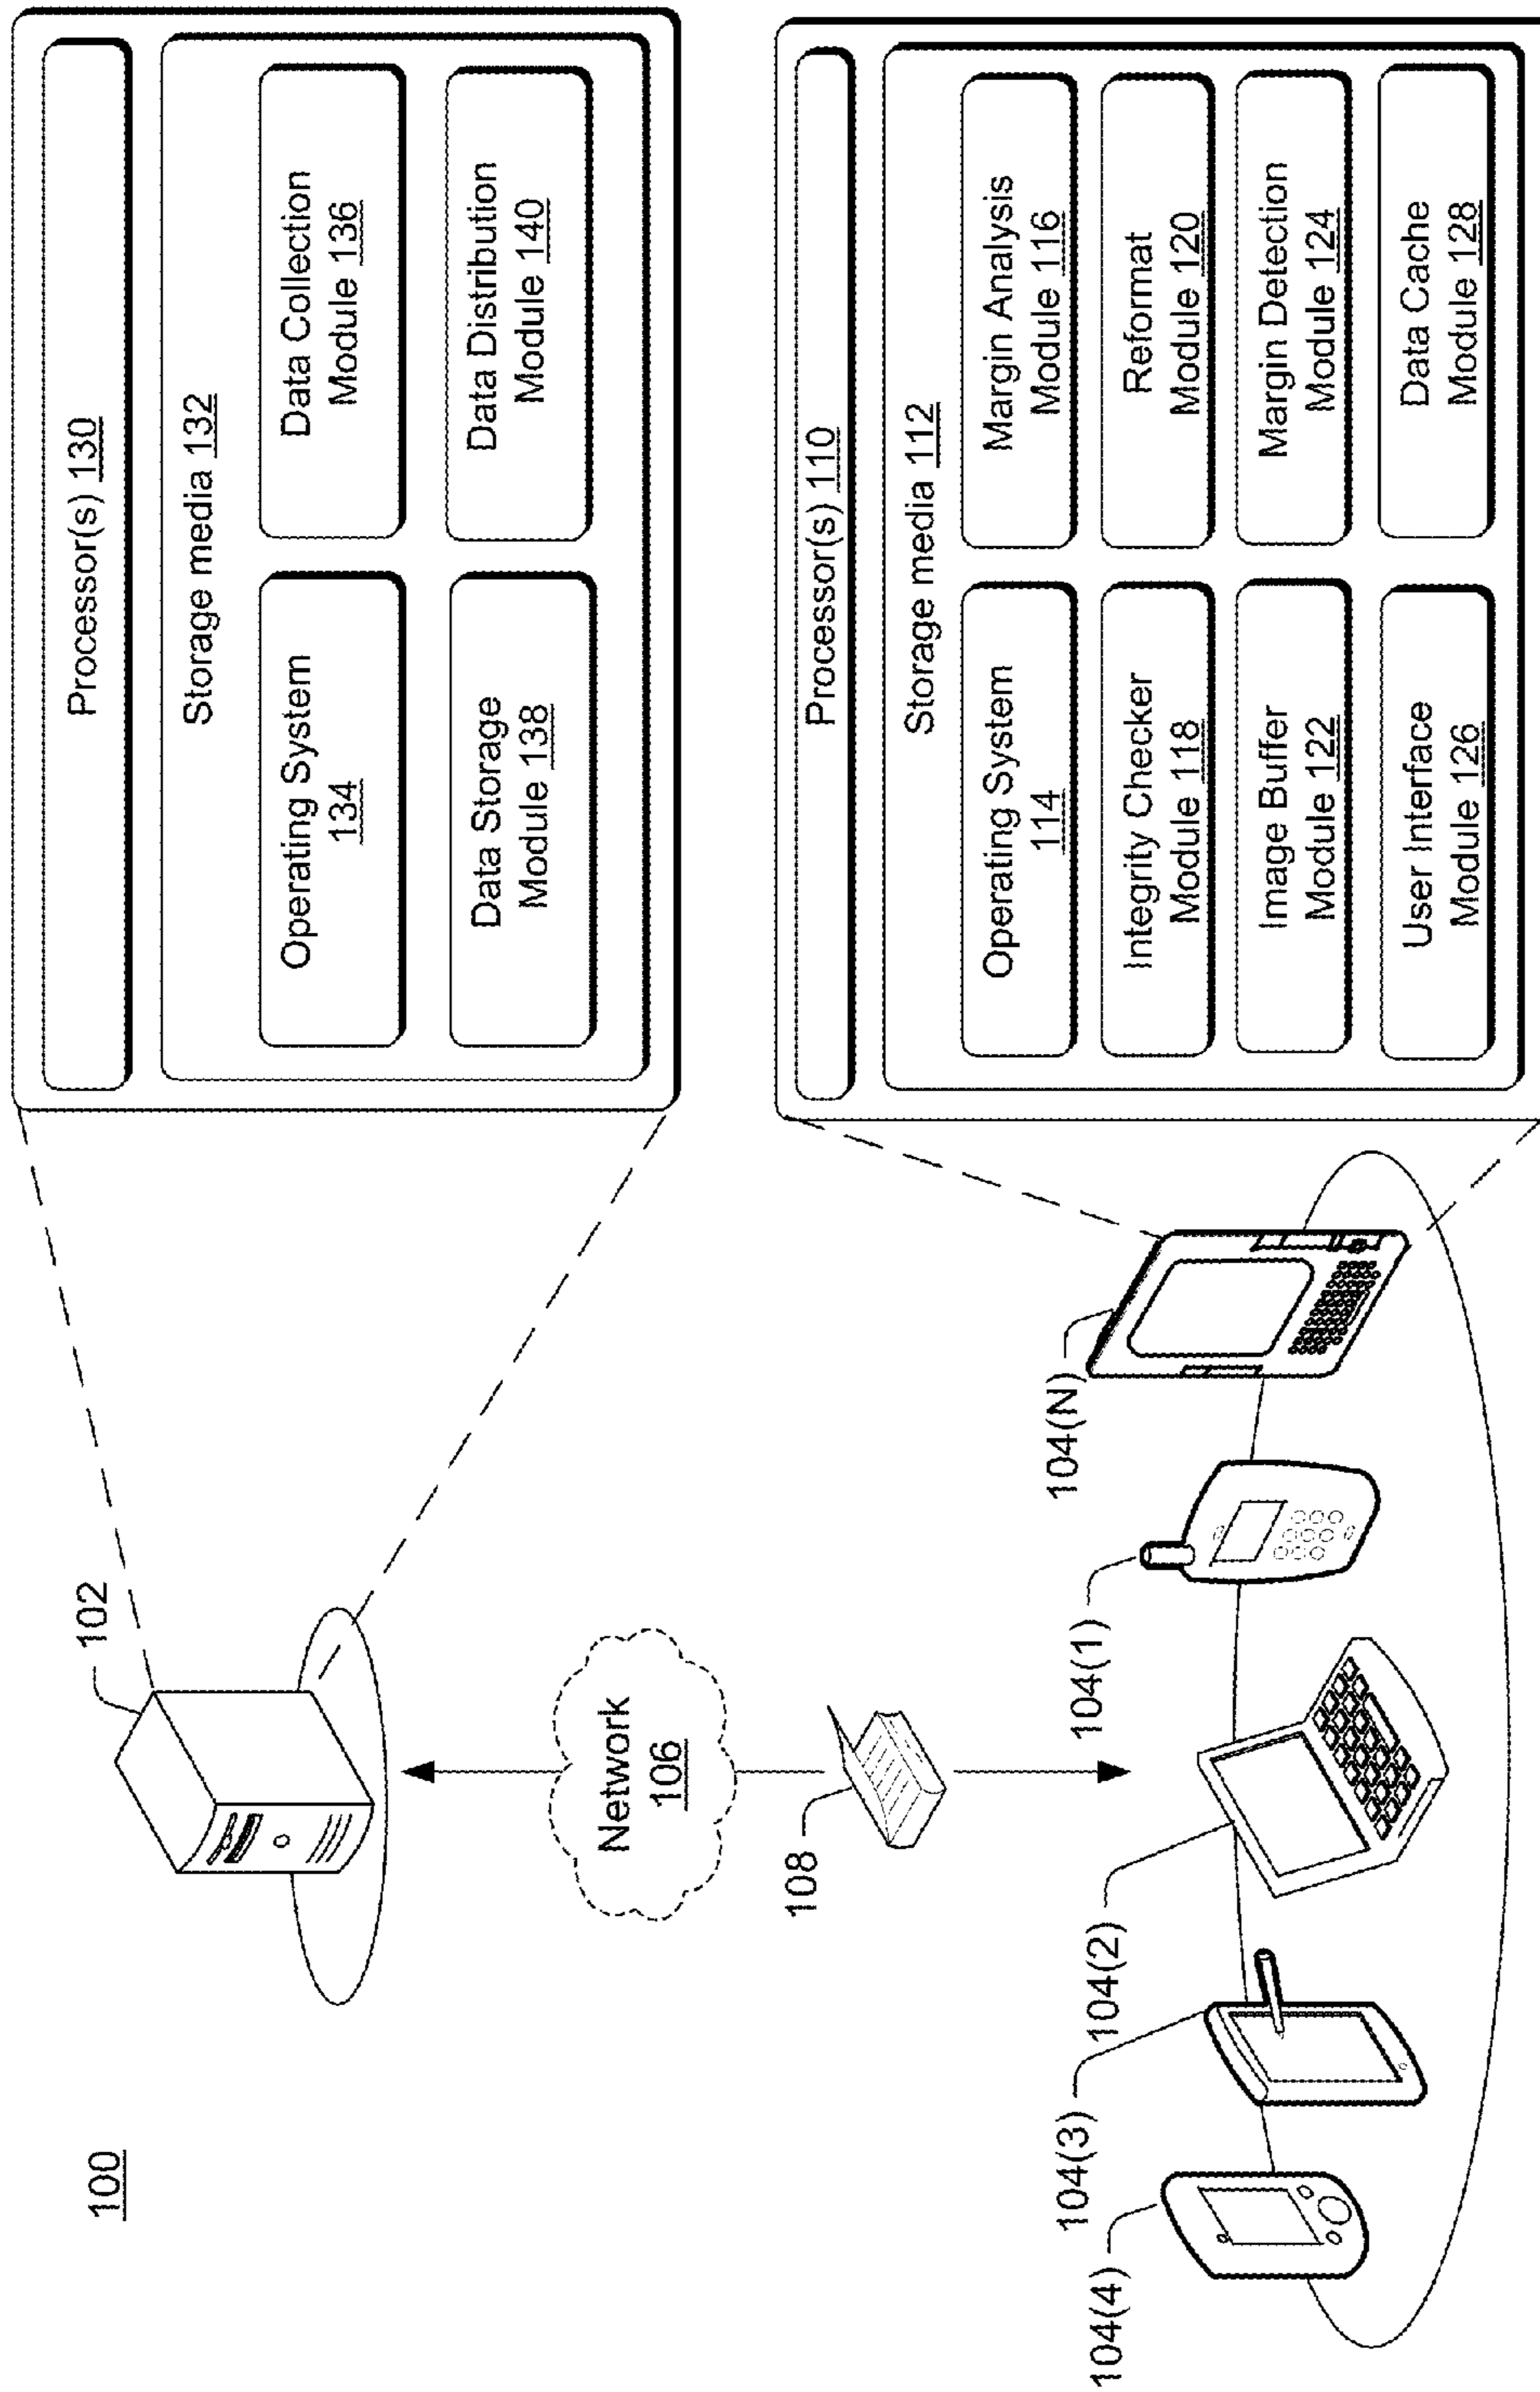 100
102
Network
106
108
104(4)
104(3)
104(2)
104(1)
104(N)
Processor(s) 130
Storage media 132
Operating System
134
Data Collection
Module 136
Data Storage
Module 138
Data Distribution
Module 140
Processor(s) 110
Storage media 112
Operating System
114
Margin Analysis
Module 116
Integrity Checker
Module 118
Reformat
Module 120
Image Buffer
Module 122
Margin Detection
Module 124
User Interface
Module 126
Data Cache
Module 128